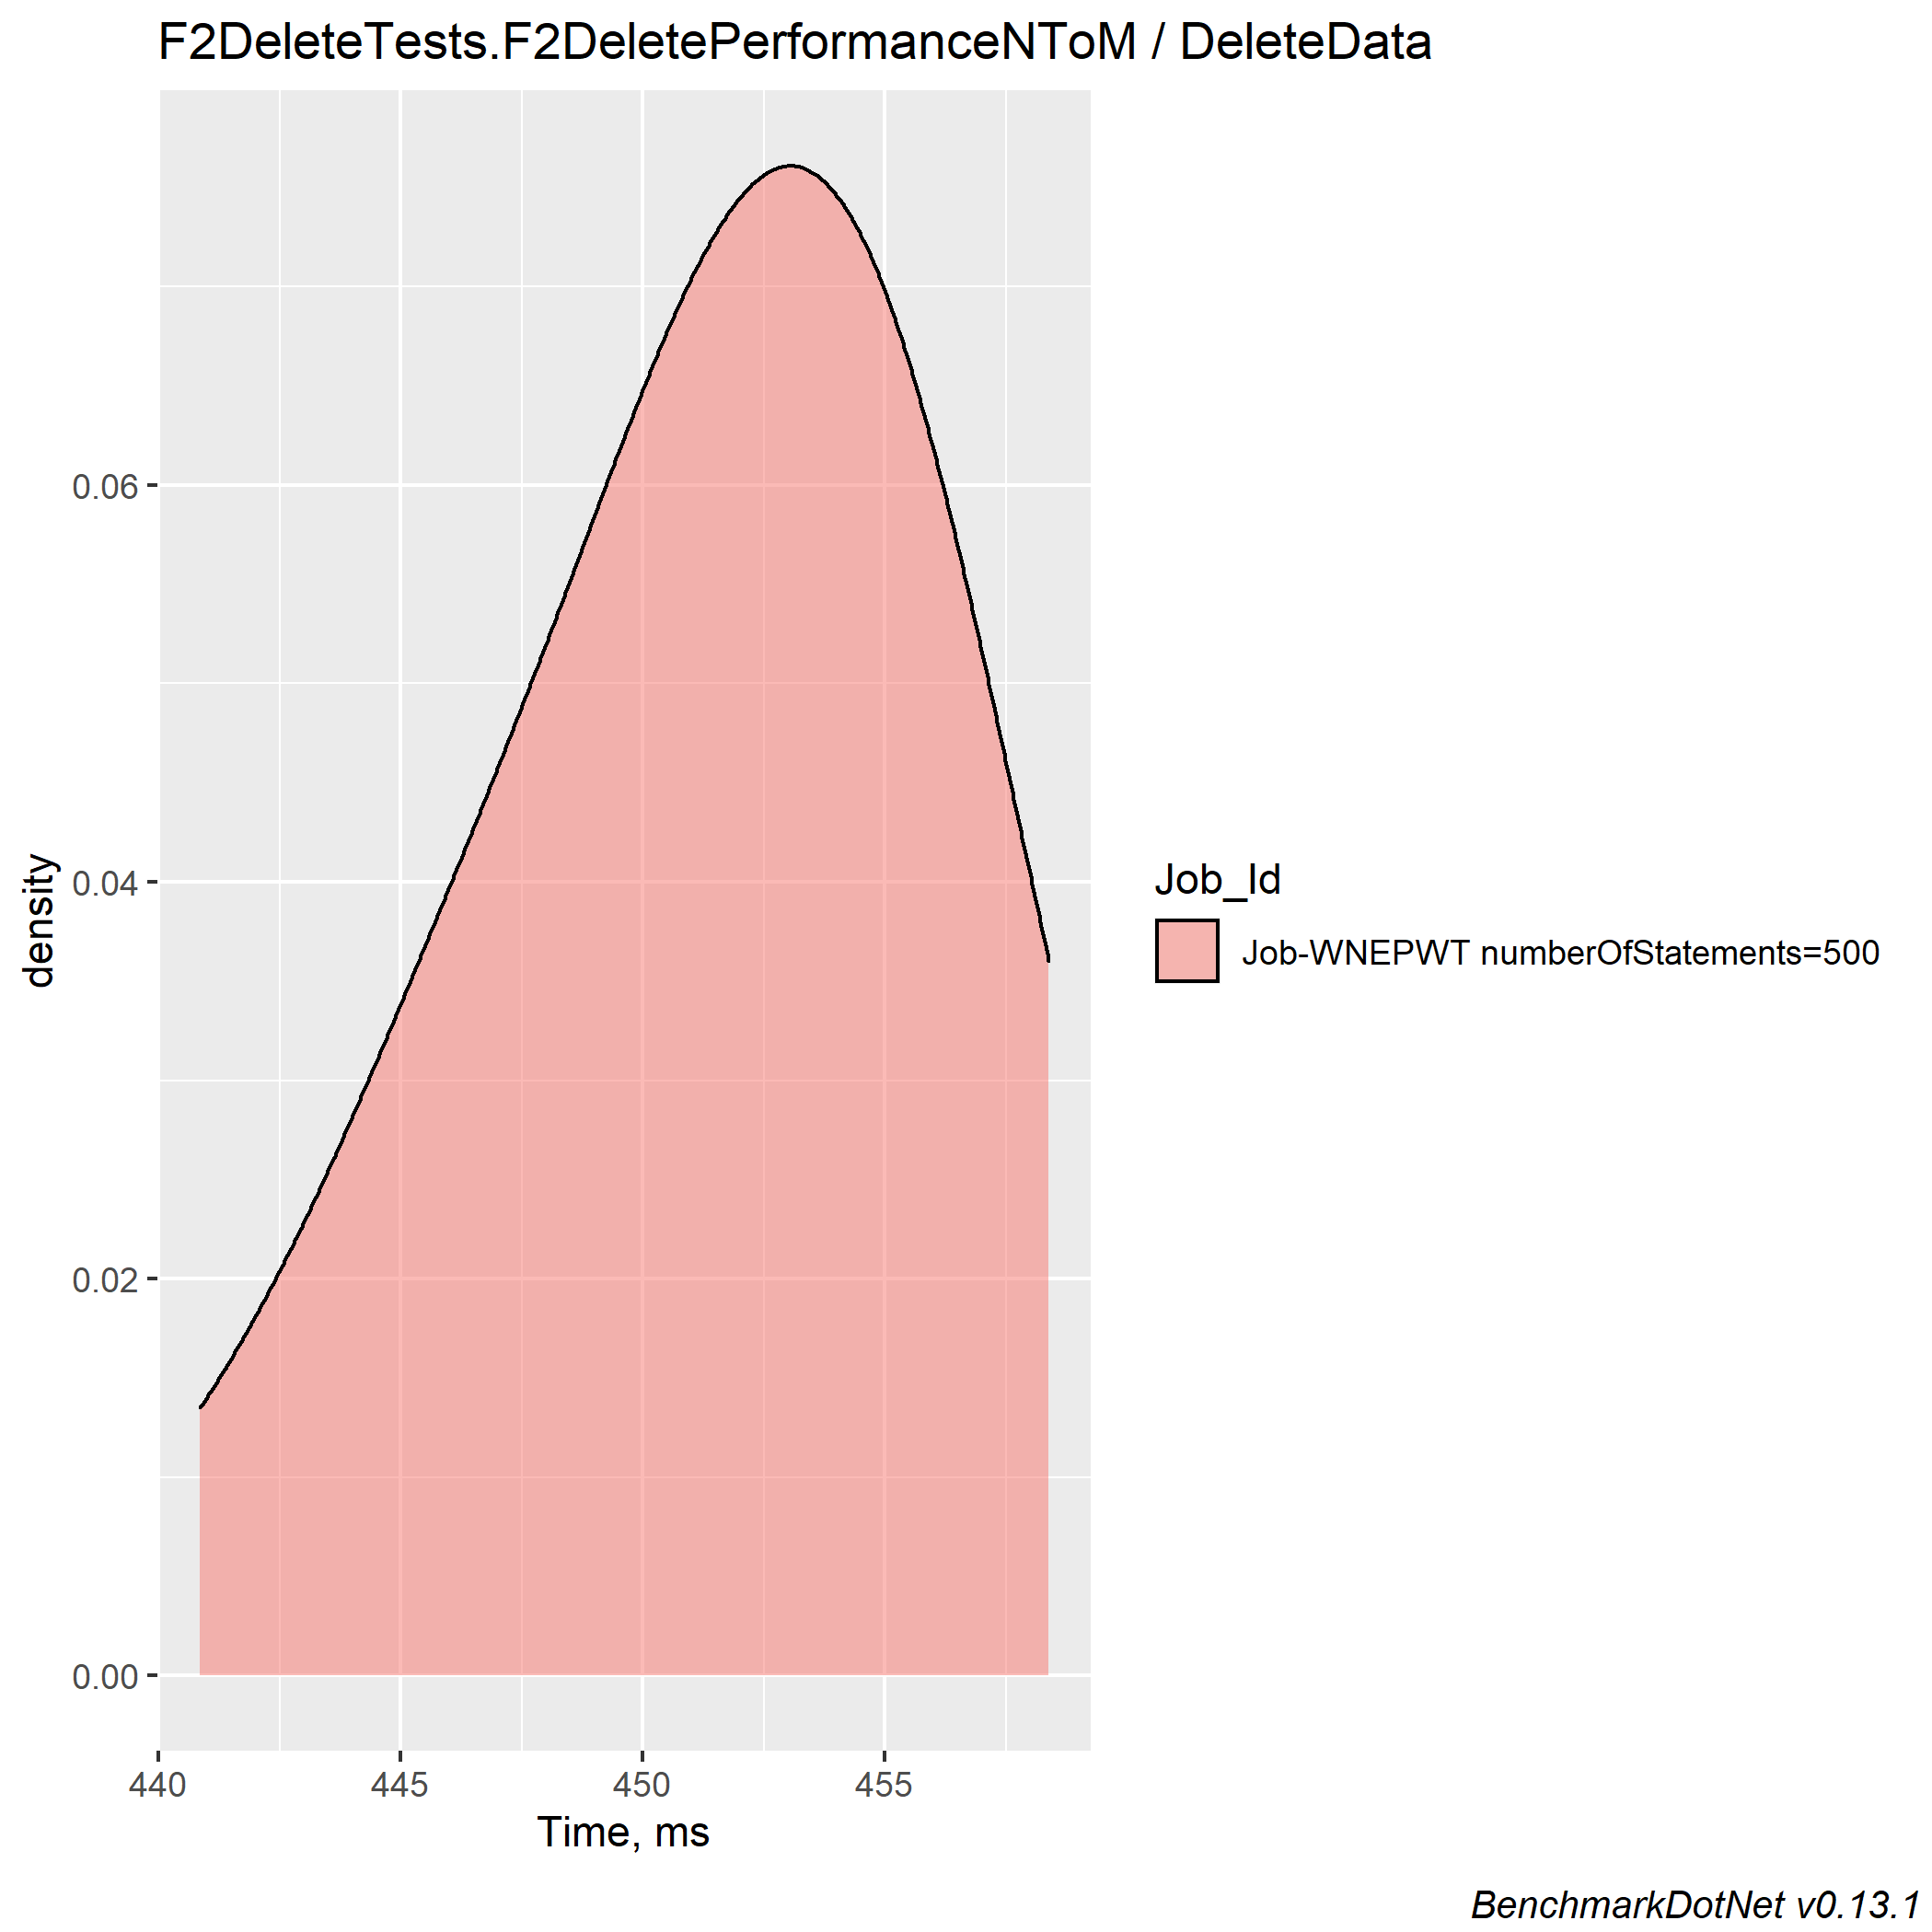 F2DeleteTests.F2DeletePerformanceNToM / DeleteData
density
0.06
0.04
0.02
0.00
440 445 450 455
Time, ms
Job_Id
Job-WNEPWT numberOfStatements=500
BenchmarkDotNet v0.13.1